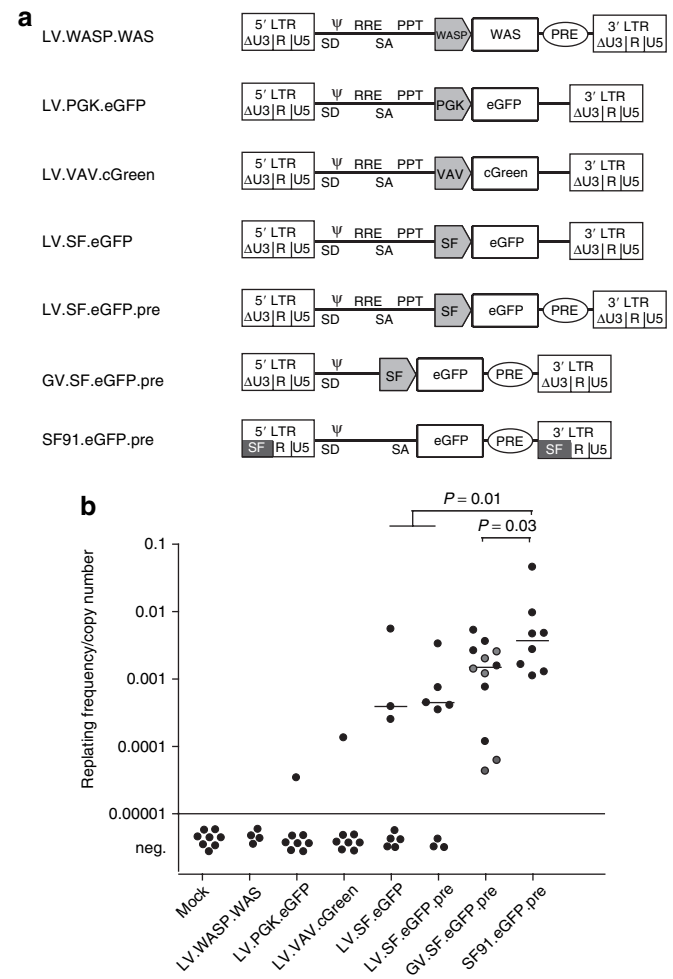 a
LV.WASP.WAS
5′ LTR
ΔU3 R U5
ψ RRE PPT
SD SA
WASP
WAS
PRE
3′ LTR
ΔU3 R U5
LV.PGK.eGFP
5′ LTR
ΔU3 R U5
ψ RRE PPT
SD SA
PGK
eGFP
3′ LTR
ΔU3 R U5
LV.VAV.cGreen
5′ LTR
ΔU3 R U5
ψ RRE PPT
SD SA
VAV
cGreen
3′ LTR
ΔU3 R U5
LV.SF.eGFP
5′ LTR
ΔU3 R U5
ψ RRE PPT
SD SA
SF
eGFP
3′ LTR
ΔU3 R U5
LV.SF.eGFP.pre
5′ LTR
ΔU3 R U5
ψ RRE PPT
SD SA
SF
eGFP
PRE
3′ LTR
ΔU3 R U5
GV.SF.eGFP.pre
5′ LTR
ΔU3 R U5
ψ
SD
SF
eGFP
PRE
3′ LTR
ΔU3 R U5
SF91.eGFP.pre
5′ LTR
SF R U5
ψ
SD SA
eGFP
PRE
3′ LTR
SF R U5
b
P = 0.01
P = 0.03
Replating frequency/copy number
0.1
0.01
0.001
0.0001
0.00001
neg.
Mock
LV.WASP.WAS
LV.PGK.eGFP
LV.VAV.cGreen
LV.SF.eGFP
LV.SF.eGFP.pre
GV.SF.eGFP.pre
SF91.eGFP.pre